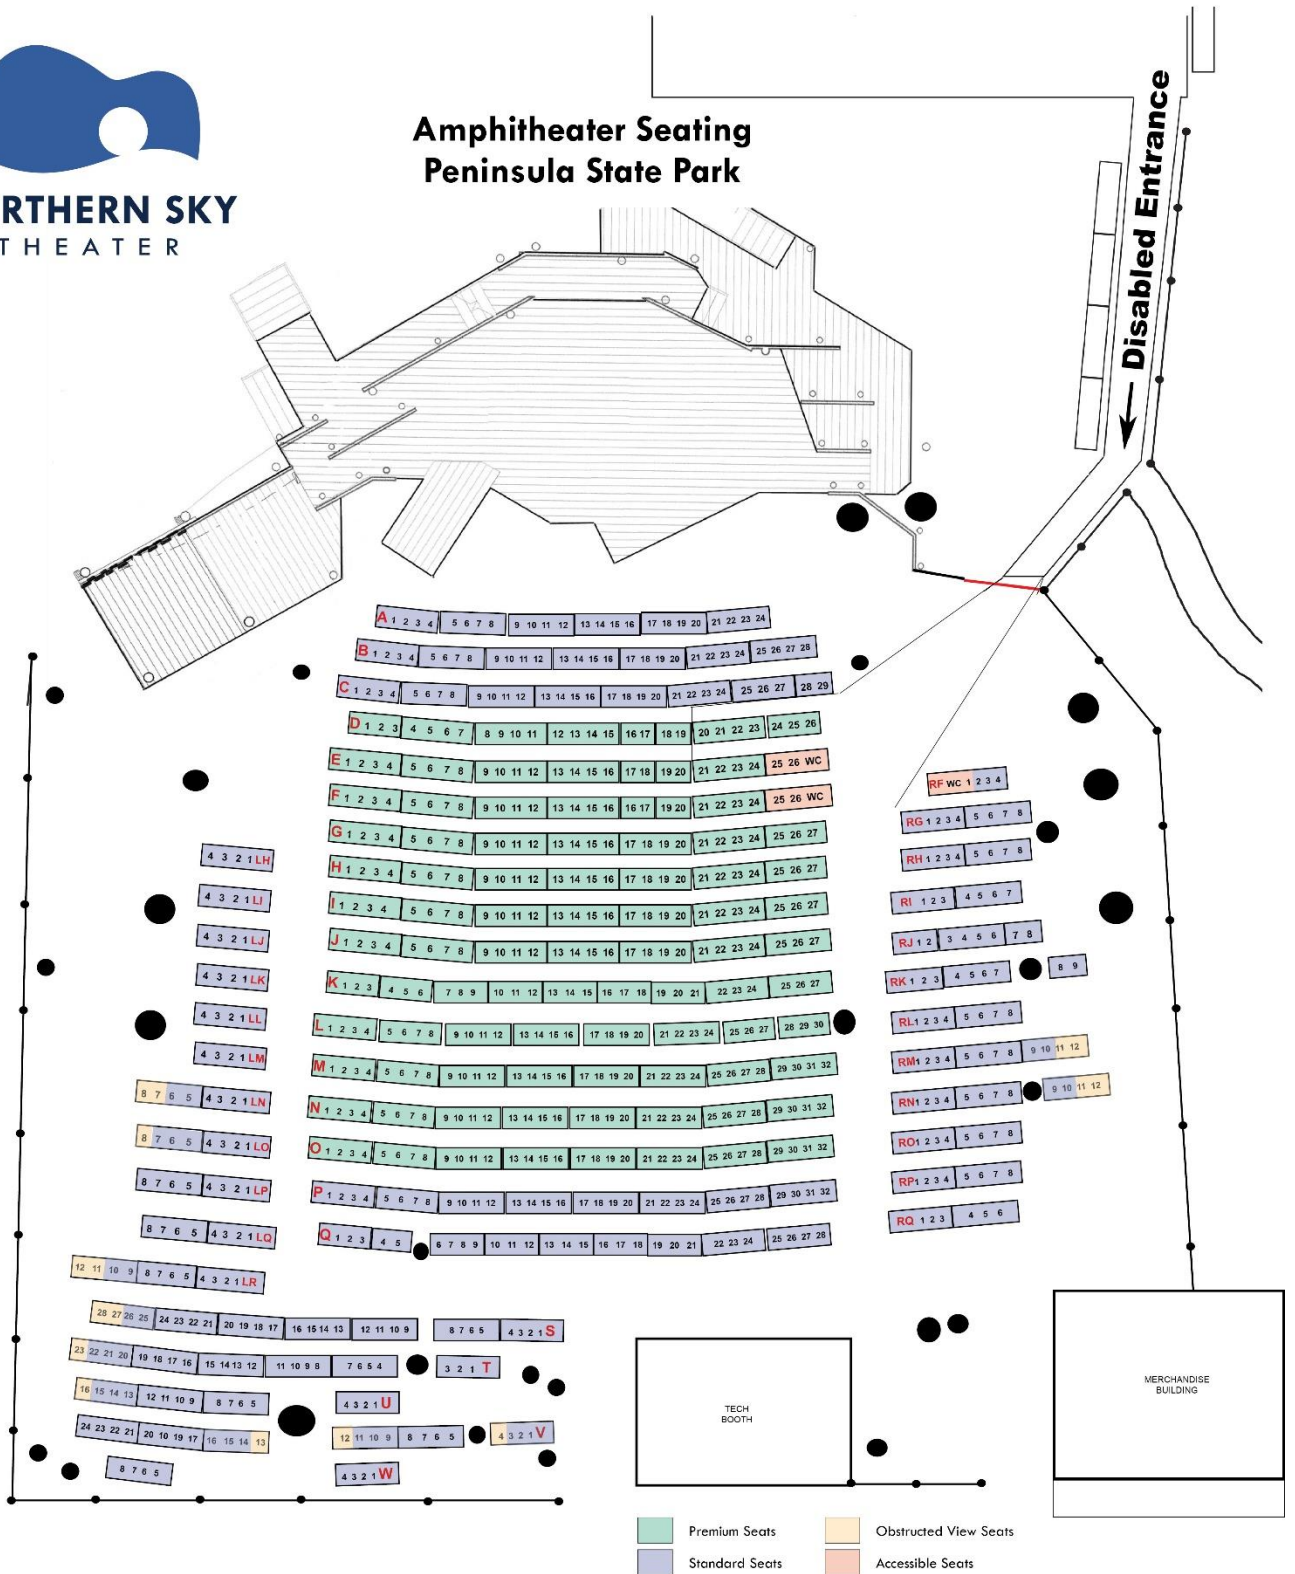 Amphitheater Seating
Peninsula State Park
RTHERN SKY
THEATER
Disabled Entrance
A 1 2 3 4 5 6 7 8 9 10 11 12 13 14 15 16 17 18 19 20 21 22 23 24
B 1 2 3 4 5 6 7 8 9 10 11 12 13 14 15 16 17 18 19 20 21 22 23 24 25 26 27 28
C 1 2 3 4 5 6 7 8 9 10 11 12 13 14 15 16 17 18 19 20 21 22 23 24 25 26 27 28 29
D 1 2 3 4 5 6 7 8 9 10 11 12 13 14 15 16 17 18 19 20 21 22 23 24 25 26
E 1 2 3 4 5 6 7 8 9 10 11 12 13 14 15 16 17 18 19 20 21 22 23 24 25 26 WC
RF WC 1 2 3 4
F 1 2 3 4 5 6 7 8 9 10 11 12 13 14 15 16 16 17 19 20 21 22 23 24 25 26 WC
RG 1 2 3 4 5 6 7 8
G 1 2 3 4 5 6 7 8 9 10 11 12 13 14 15 16 17 18 19 20 21 22 23 24 25 26 27
4 3 2 1 LH
H 1 2 3 4 5 6 7 8 9 10 11 12 13 14 15 16 17 18 19 20 21 22 23 24 25 26 27
RH 1 2 3 4 5 6 7 8
4 3 2 1 LI
I 1 2 3 4 5 6 7 8 9 10 11 12 13 14 15 16 17 18 19 20 21 22 23 24 25 26 27
RI 1 2 3 4 5 6 7
4 3 2 1 LJ
J 1 2 3 4 5 6 7 8 9 10 11 12 13 14 15 16 17 18 19 20 21 22 23 24 25 26 27
RJ 1 2 3 4 5 6 7 8
4 3 2 1 LK
K 1 2 3 4 5 6 7 8 9 10 11 12 13 14 15 16 17 18 19 20 21 22 23 24 25 26 27
RK 1 2 3 4 5 6 7 8 9
4 3 2 1 LL
L 1 2 3 4 5 6 7 8 9 10 11 12 13 14 15 16 17 18 19 20 21 22 23 24 25 26 27 28 29 30
RL 1 2 3 4 5 6 7 8
4 3 2 1 LM
M 1 2 3 4 5 6 7 8 9 10 11 12 13 14 15 16 17 18 19 20 21 22 23 24 25 26 27 28 29 30 31 32
RM 1 2 3 4 5 6 7 8 9 10 11 12
8 7 6 5 4 3 2 1 LN
N 1 2 3 4 5 6 7 8 9 10 11 12 13 14 15 16 17 18 19 20 21 22 23 24 25 26 27 28 29 30 31 32
RN 1 2 3 4 5 6 7 8 9 10 11 12
8 7 6 5 4 3 2 1 LO
O 1 2 3 4 5 6 7 8 9 10 11 12 13 14 15 16 17 18 19 20 21 22 23 24 25 26 27 28 29 30 31 32
RO 1 2 3 4 5 6 7 8
8 7 6 5 4 3 2 1 LP
P 1 2 3 4 5 6 7 8 9 10 11 12 13 14 15 16 17 18 19 20 21 22 23 24 25 26 27 28 29 30 31 32
RP 1 2 3 4 5 6 7 8
8 7 6 5 4 3 2 1 LQ
Q 1 2 3 4 5 6 7 8 9 10 11 12 13 14 15 16 17 18 19 20 21 22 23 24 25 26 27 28
RQ 1 2 3 4 5 6
12 11 10 9 8 7 6 5 4 3 2 1 LR
28 27 26 25 24 23 22 21 20 19 18 17 16 15 14 13 12 11 10 9 8 7 6 5 4 3 2 1 S
23 22 21 20 19 18 17 16 15 14 13 12 11 10 9 8 7 6 5 4 3 2 1 T
16 15 14 13 12 11 10 9 8 7 6 5 4 3 2 1 U
24 23 22 21 20 10 19 17 16 15 14 13 12 11 10 9 8 7 6 5 4 3 2 1 V
8 7 6 5 4 3 2 1 W
TECH
BOOTH
MERCHANDISE
BUILDING
Premium Seats
Obstructed View Seats
Standard Seats
Accessible Seats